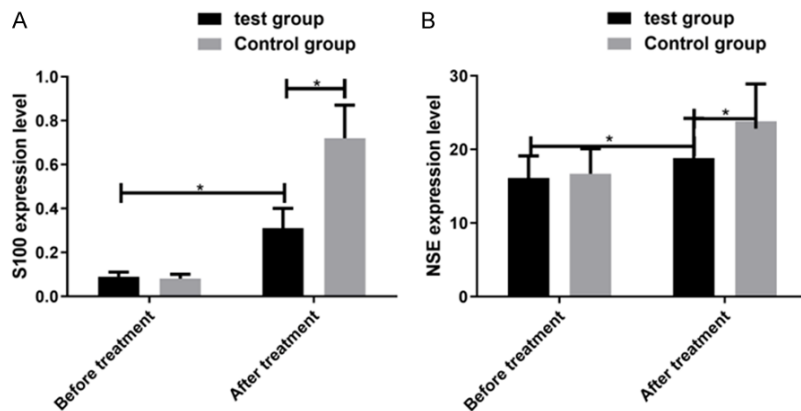 A
test group
Control group
S100 expression level
1.0
0.8
0.6
0.4
0.2
0.0
*
*
Before treatment
After treatment
B
test group
Control group
NSE expression level
30
20
10
0
*
*
Before treatment
After treatment